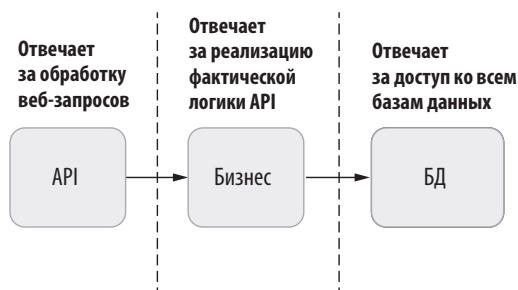 Отвечает
за обработку
веб-запросов
Отвечает
за реализацию
фактической
логики API
Отвечает
за доступ ко всем
базам данных
API
Бизнес
БД